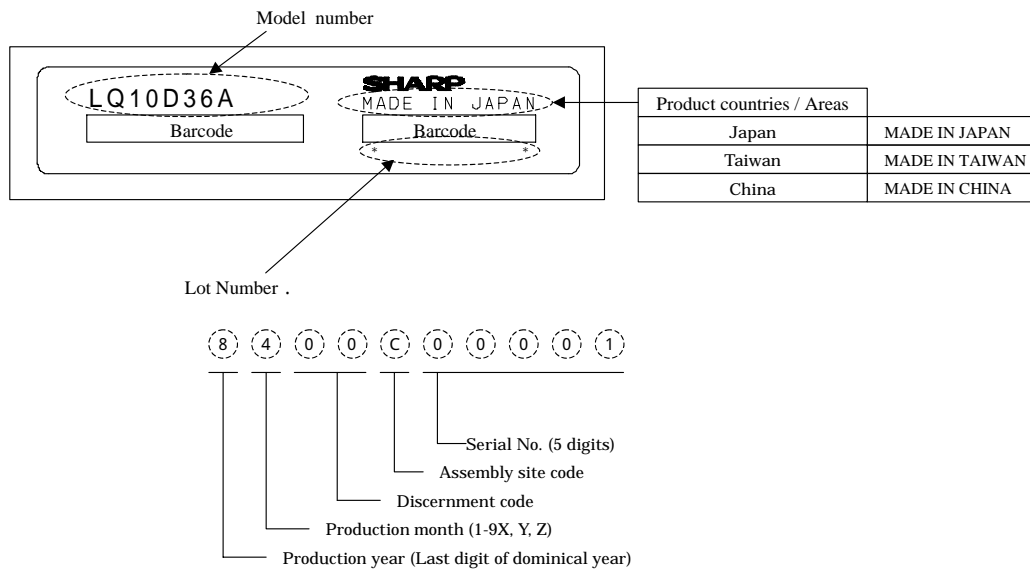 Model number
LQ10D36A
SHARP
MADE IN JAPAN
Barcode
Barcode
* *
Product countries / Areas
Japan MADE IN JAPAN
Taiwan MADE IN TAIWAN
China MADE IN CHINA
Lot Number .
8 4 0 0 C 0 0 0 0 1
Serial No. (5 digits)
Assembly site code
Discernment code
Production month (1-9X, Y, Z)
Production year (Last digit of dominical year)